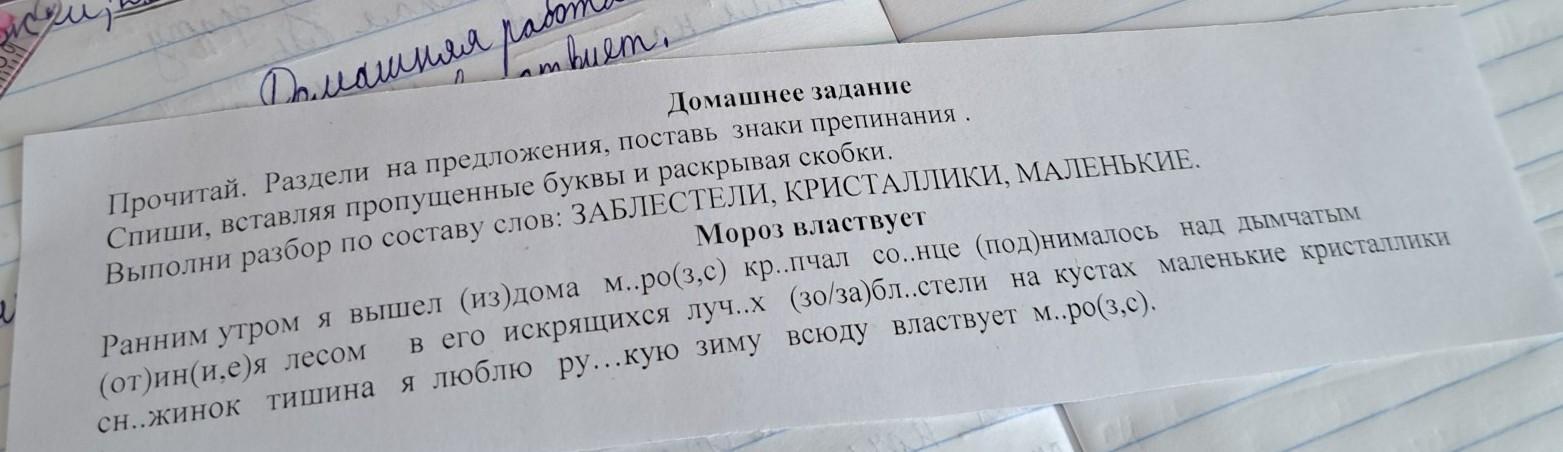 Домашняя работа
Домашнее задание
Прочитай. Раздели на предложения, поставь знаки препинания .
Спиши, вставляя пропущенные буквы и раскрывая скобки.
Выполни разбор по составу слов: ЗАБЛЕСТЕЛИ, КРИСТАЛЛИКИ, МАЛЕНЬКИЕ.
Мороз властвует
Ранним утром я вышел (из)дома м..ро(з,с) кр..пчал со..нце (под)нималось над дымчатым
(от)ин(и,е)я лесом в его искрящихся луч..х (зо/за)бл..стели на кустах маленькие кристаллики
сн..жинок тишина я люблю ру...кую зиму всюду властвует м..ро(з,с).